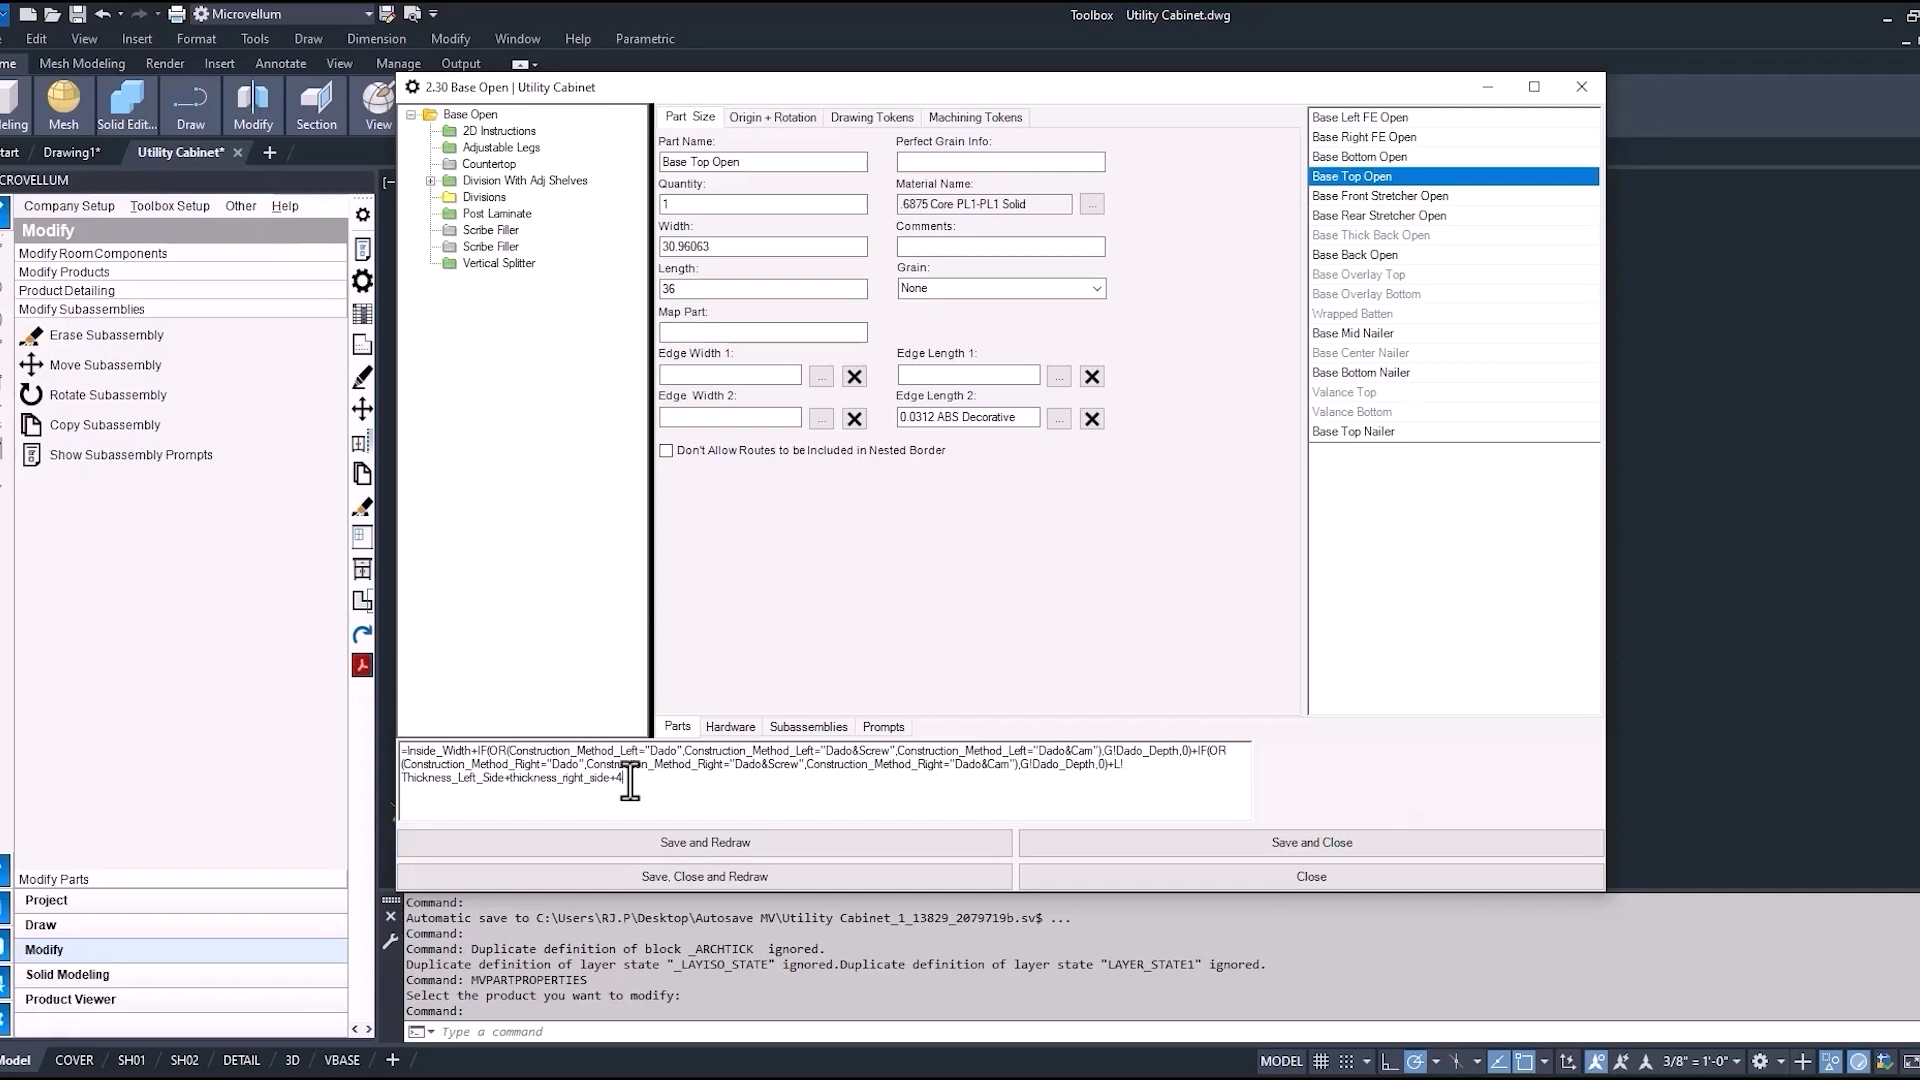 Microvellum
Toolbox Utility Cabinet.dwg
Edit View Insert Format Tools Draw Dimension Modify Window Help Parametric
me Mesh Modeling Render Insert Annotate View Manage Output
eling Mesh Solid Edit... Draw Modify Section View
tart Drawing1* Utility Cabinet*
CROVELLUM
Company Setup Toolbox Setup Other Help
Modify
Modify Room Components
Modify Products
Product Detailing
Modify Subassemblies
Erase Subassembly
Move Subassembly
Rotate Subassembly
Copy Subassembly
Show Subassembly Prompts
Modify Parts
Project
Draw
Modify
Solid Modeling
Product Viewer
2.30 Base Open | Utility Cabinet
Base Open
2D Instructions
Adjustable Legs
Countertop
Division With Adj Shelves
Divisions
Post Laminate
Scribe Filler
Scribe Filler
Vertical Splitter
Part Size Origin + Rotation Drawing Tokens Machining Tokens
Part Name: Perfect Grain Info:
Base Top Open
Quantity: Material Name:
1 .6875 Core PL1-PL1 Solid ...
Width: Comments:
30.96063
Length: Grain:
36 None
Map Part:
Edge Width 1: Edge Length 1:
... ...
Edge Width 2: Edge Length 2:
... 0.0312 ABS Decorative ...
Don't Allow Routes to be Included in Nested Border
Base Left FE Open
Base Right FE Open
Base Bottom Open
Base Top Open
Base Front Stretcher Open
Base Rear Stretcher Open
Base Thick Back Open
Base Back Open
Base Overlay Top
Base Overlay Bottom
Wrapped Batten
Base Mid Nailer
Base Center Nailer
Base Bottom Nailer
Valance Top
Valance Bottom
Base Top Nailer
Parts Hardware Subassemblies Prompts
=Inside_Width+IF(OR(Construction_Method_Left="Dado",Construction_Method_Left="Dado&Screw",Construction_Method_Left="Dado&Cam"),G!Dado_Depth,0)+IF(OR
(Construction_Method_Right="Dado",Construction_Method_Right="Dado&Screw",Construction_Method_Right="Dado&Cam"),G!Dado_Depth,0)+L!
Thickness_Left_Side+thickness_right_side+4
Save and Redraw Save and Close
Save, Close and Redraw Close
Command:
Automatic save to C:\Users\RJ.P\Desktop\Autosave MV\Utility Cabinet_1_13829_2079719b.sv$ ...
Command:
Command: Duplicate definition of block _ARCHTICK ignored.
Duplicate definition of layer state "_LAYISO_STATE" ignored.Duplicate definition of layer state "LAYER_STATE1" ignored.
Command: MVPARTPROPERTIES
Select the product you want to modify:
Command:
Type a command
Model COVER SH01 SH02 DETAIL 3D VBASE
MODEL 3/8" = 1'-0"